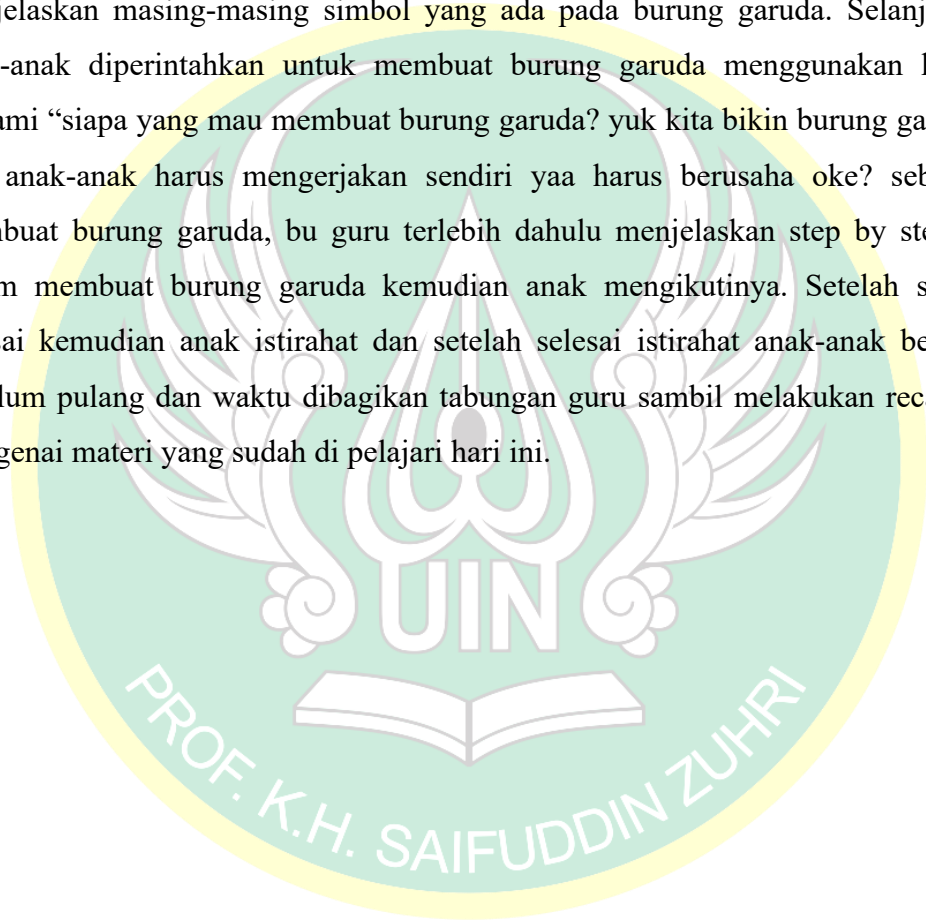 jelaskan masing-masing simbol yang ada pada burung garuda. Selanj
-anak diperintahkan untuk membuat burung garuda menggunakan
ami “siapa yang mau membuat burung garuda? yuk kita bikin burung ga
anak-anak harus mengerjakan sendiri yaa harus berusaha oke? seb
buat burung garuda, bu guru terlebih dahulu menjelaskan step by ste
m membuat burung garuda kemudian anak mengikutinya. Setelah s
ai kemudian anak istirahat dan setelah selesai istirahat anak-anak be
lum pulang dan waktu dibagikan tabungan guru sambil melakukan rec
genai materi yang sudah di pelajari hari ini.
UIN
PROF. K.H. SAIFUDDIN ZUHRI